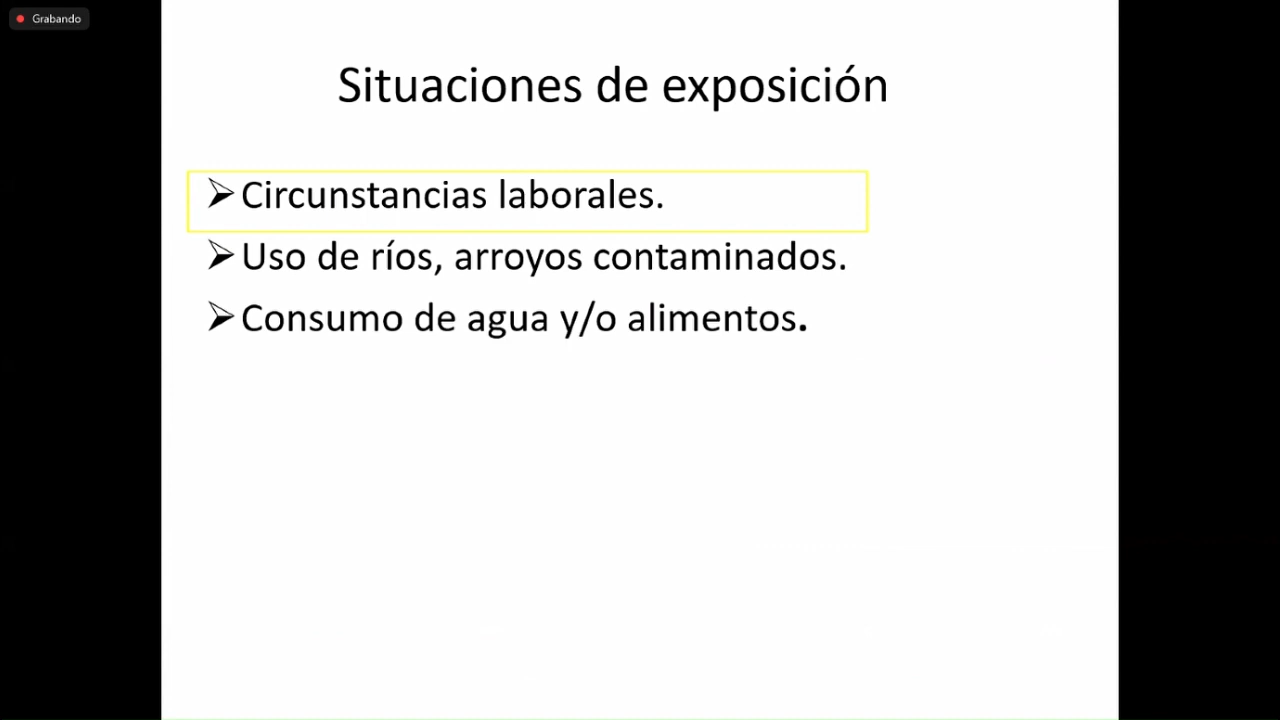 Grabando
Situaciones de exposición
➢Circunstancias laborales.
➢Uso de ríos, arroyos contaminados.
➢Consumo de agua y/o alimentos.